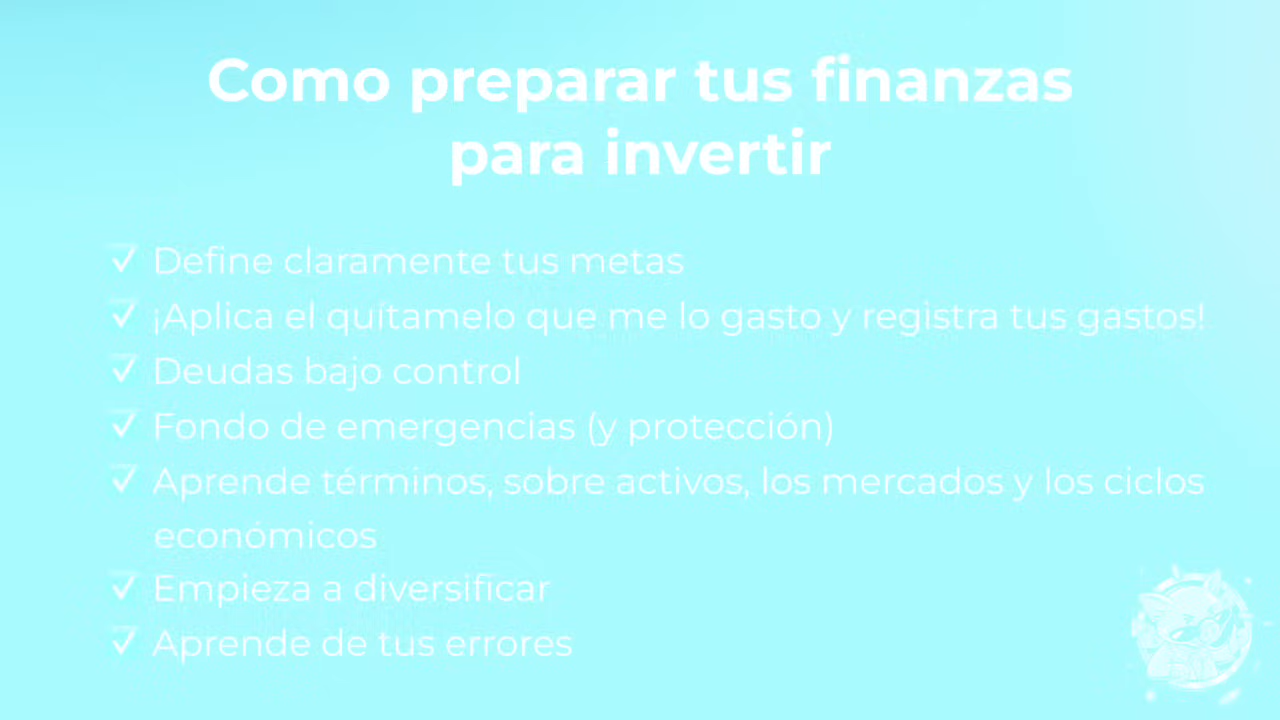 Como preparar tus finanzas
para invertir
✓ Define claramente tus metas
✓ ¡Aplica el quítamelo que me lo gasto y registra tus gastos!
✓ Deudas bajo control
✓ Fondo de emergencias (y protección)
✓ Aprende términos, sobre activos, los mercados y los ciclos
económicos
✓ Empieza a diversificar
✓ Aprende de tus errores